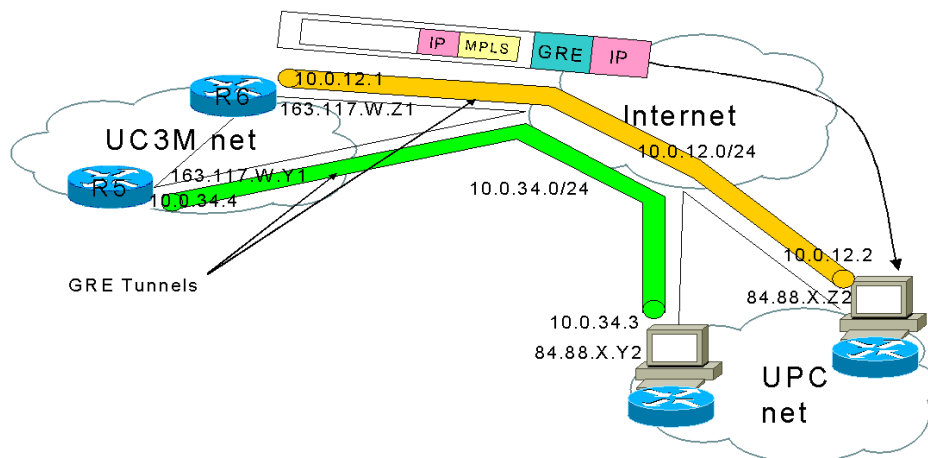 IP MPLS GRE IP
10.0.12.1
R6
163.117.W.Z1
Internet
UC3M net
10.0.12.0/24
163.117.W.Y1
R5
10.0.34.4
10.0.34.0/24
GRE Tunnels
10.0.12.2
84.88.X.Z2
10.0.34.3
84.88.X.Y2
UPC
net